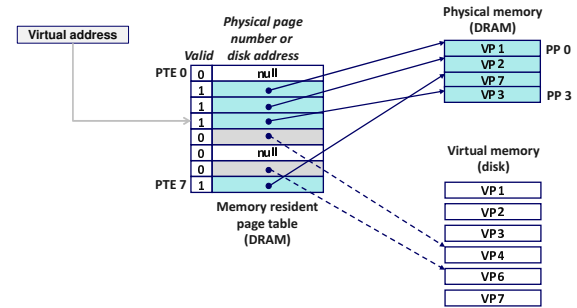 Virtual address
Physical page
number or
disk address
Valid
PTE 0
0
null
1
1
1
0
0
null
0
PTE 7
1
Memory resident
page table
(DRAM)
Physical memory
(DRAM)
VP 1
PP 0
VP 2
VP 7
VP 3
PP 3
Virtual memory
(disk)
VP 1
VP 2
VP 3
VP 4
VP 6
VP 7